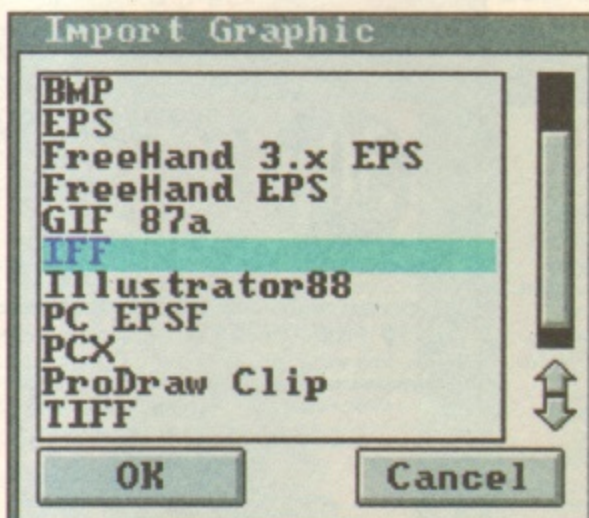 Import Graphic
BMP
EPS
FreeHand 3.x EPS
FreeHand EPS
GIF 87a
IFF
Illustrator88
PC EPSF
PCX
ProDraw Clip
TIFF
OK Cancel